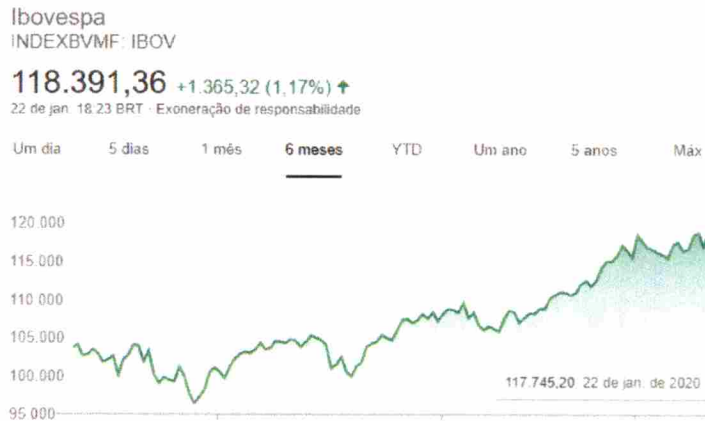 Ibovespa
INDEXBVMF: IBOV
118.391,36 +1.365,32 (1,17%) ↑
22 de jan. 18:23 BRT · Exoneração de responsabilidade
Um dia 5 dias 1 mês 6 meses YTD Um ano 5 anos Máx
120.000
115.000
110.000
105.000
100.000
117.745,20 22 de jan. de 2020
95.000